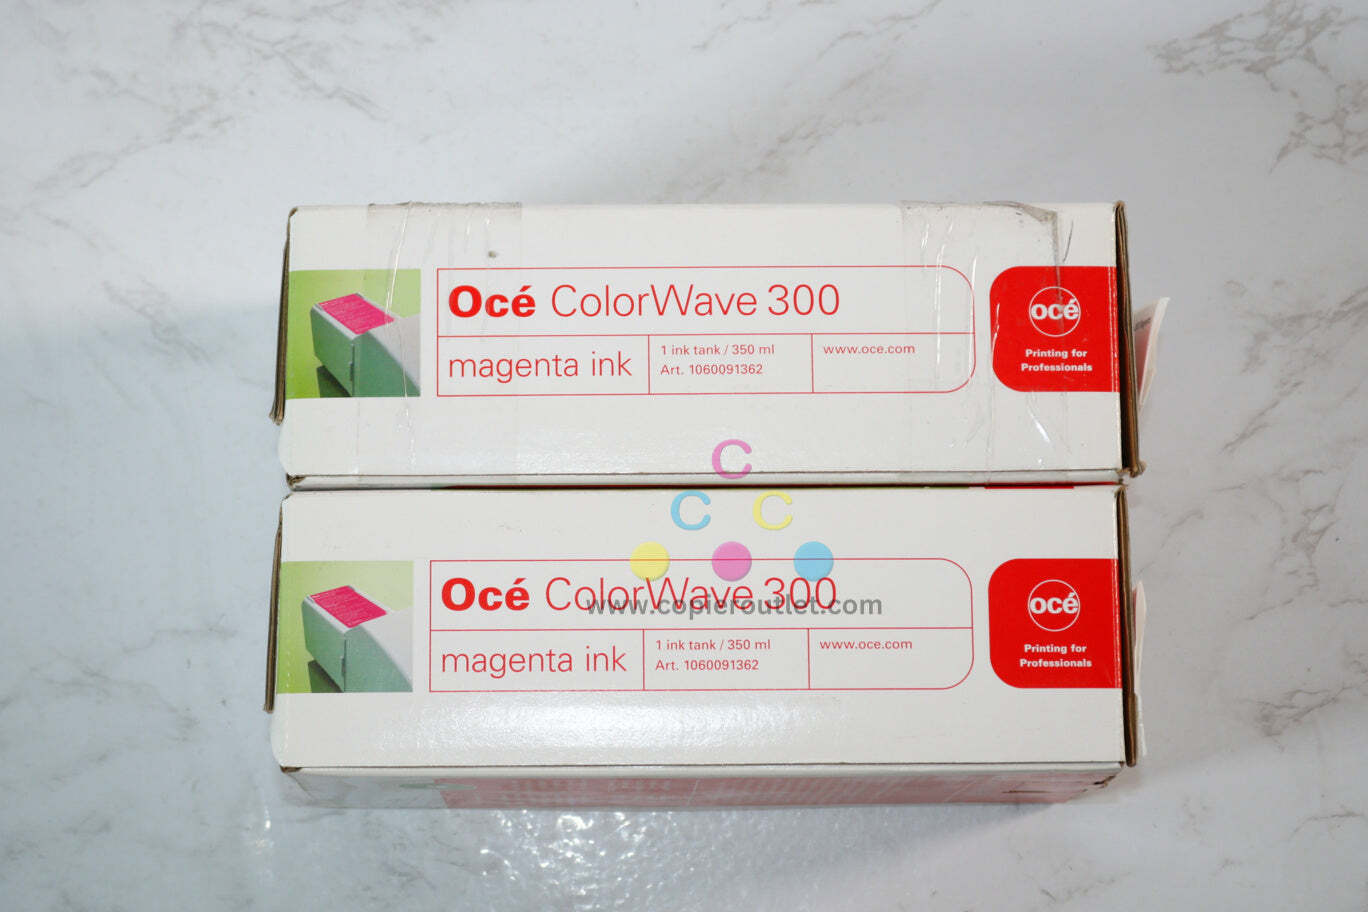 Océ ColorWave 300
magenta ink
1 ink tank / 350 ml
Art. 1060091362
www.oce.com
océ
Printing for
Professionals
C
C C
Océ ColorWave 300
www.copieroutlet.com
magenta ink
1 ink tank / 350 ml
Art. 1060091362
www.oce.com
océ
Printing for
Professionals